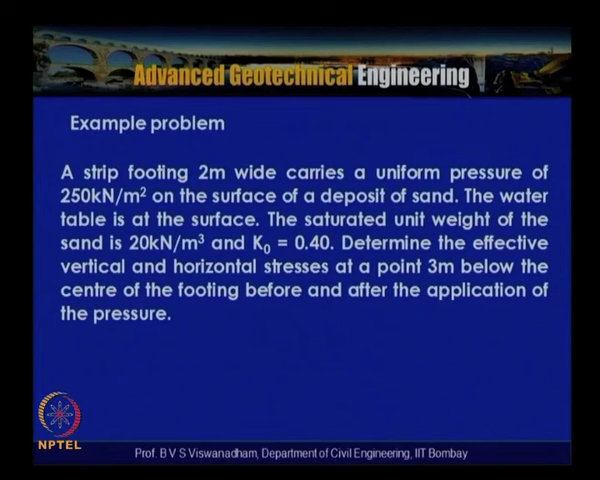 Advanced Geotechnical Engineering
Example problem
A strip footing 2m wide carries a uniform pressure of
250kN/m² on the surface of a deposit of sand. The water
table is at the surface. The saturated unit weight of the
sand is 20kN/m³ and K₀ = 0.40. Determine the effective
vertical and horizontal stresses at a point 3m below the
centre of the footing before and after the application of
the pressure.
NPTEL
Prof. B V S Viswanadham, Department of Civil Engineering, IIT Bombay